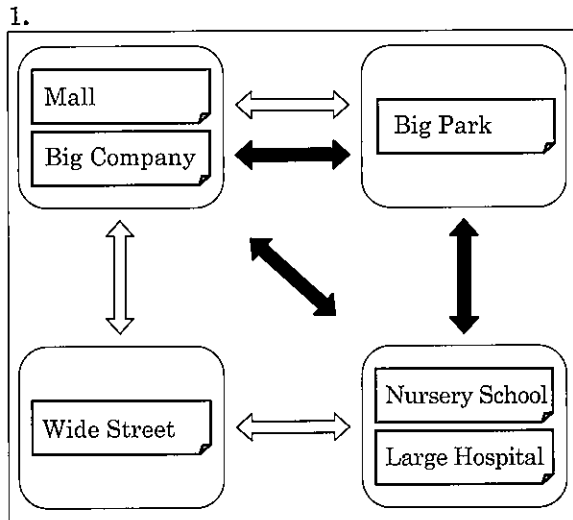 1.
Mall
Big Company
Big Park
Wide Street
Nursery School
Large Hospital